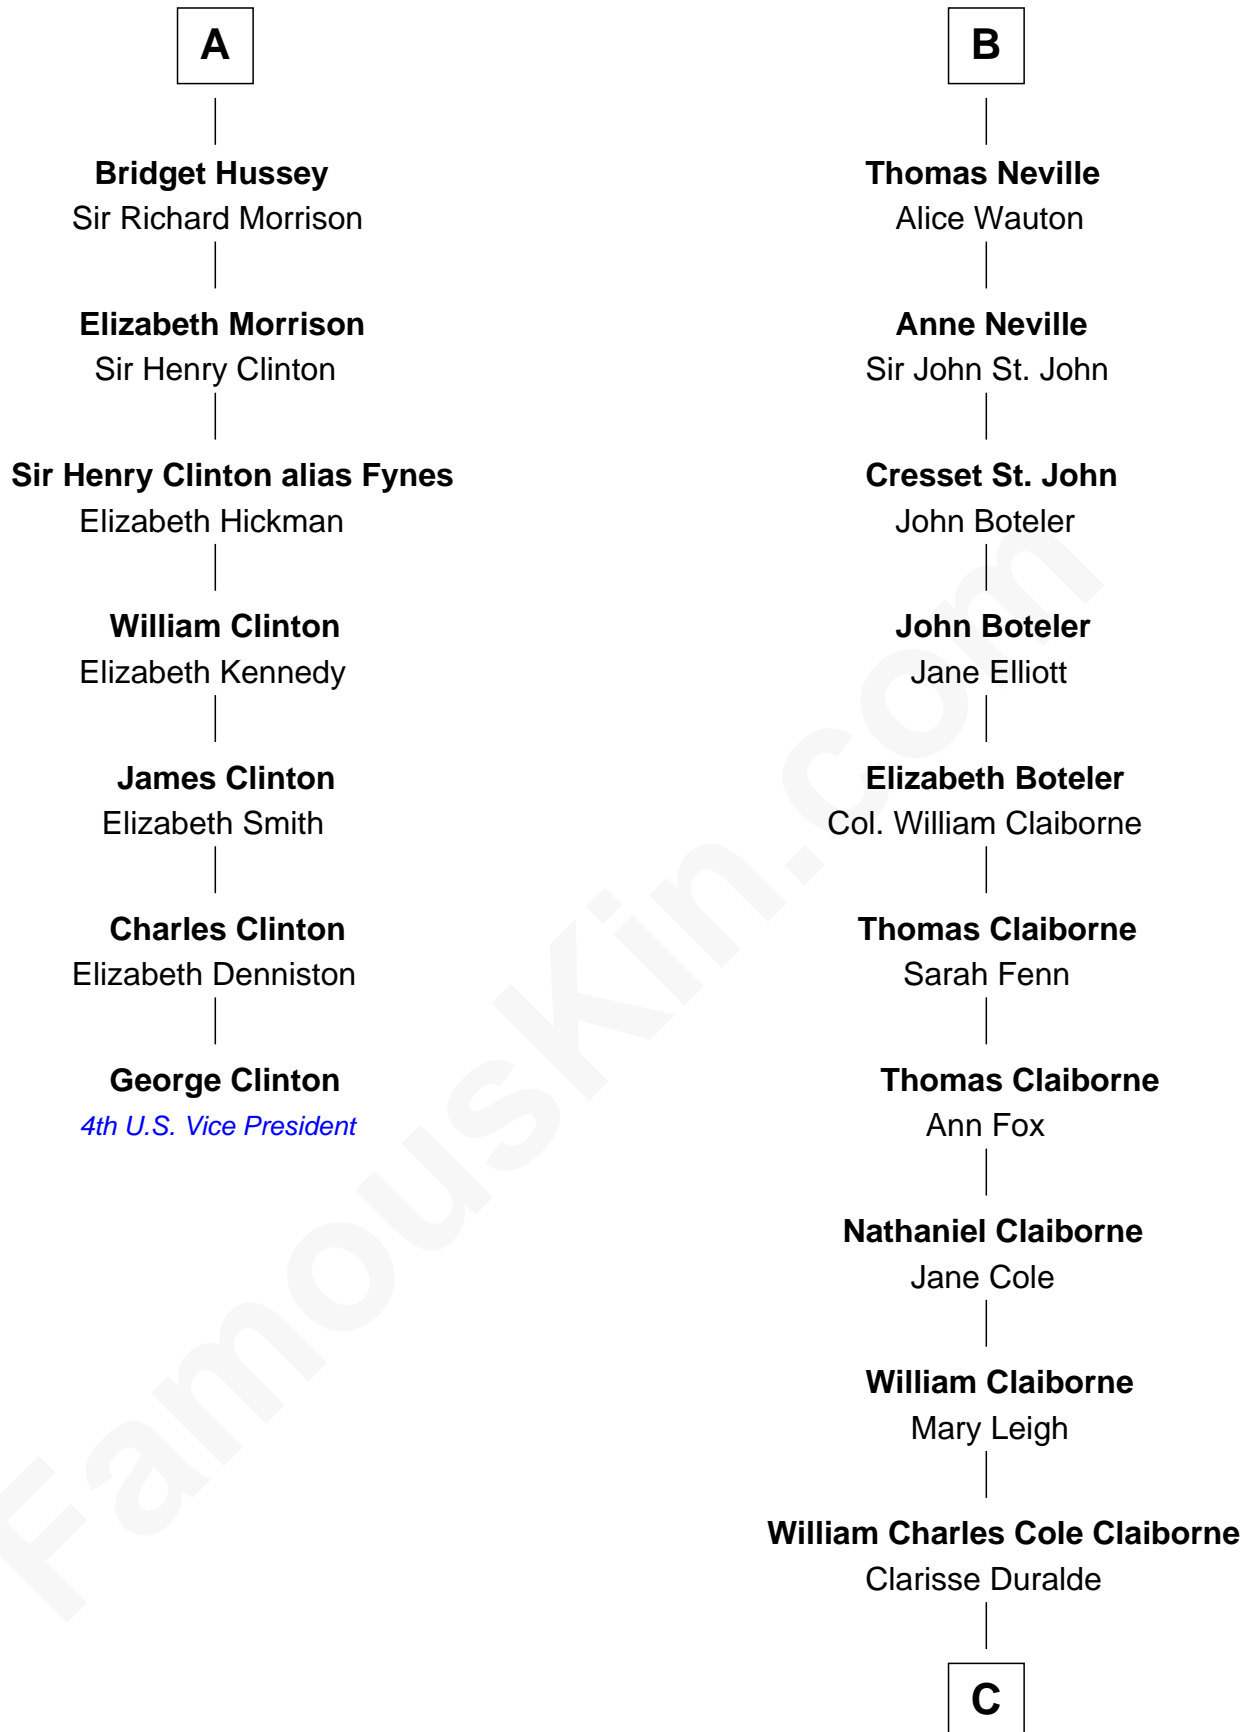 A
Bridget Hussey
Sir Richard Morrison
Elizabeth Morrison
Sir Henry Clinton
Sir Henry Clinton alias Fynes
Elizabeth Hickman
William Clinton
Elizabeth Kennedy
James Clinton
Elizabeth Smith
Charles Clinton
Elizabeth Denniston
George Clinton
4th U.S. Vice President
B
Thomas Neville
Alice Wauton
Anne Neville
Sir John St. John
Cresset St. John
John Boteler
John Boteler
Jane Elliott
Elizabeth Boteler
Col. William Claiborne
Thomas Claiborne
Sarah Fenn
Thomas Claiborne
Ann Fox
Nathaniel Claiborne
Jane Cole
William Claiborne
Mary Leigh
William Charles Cole Claiborne
Clarisse Duralde
C
FamousKin.com